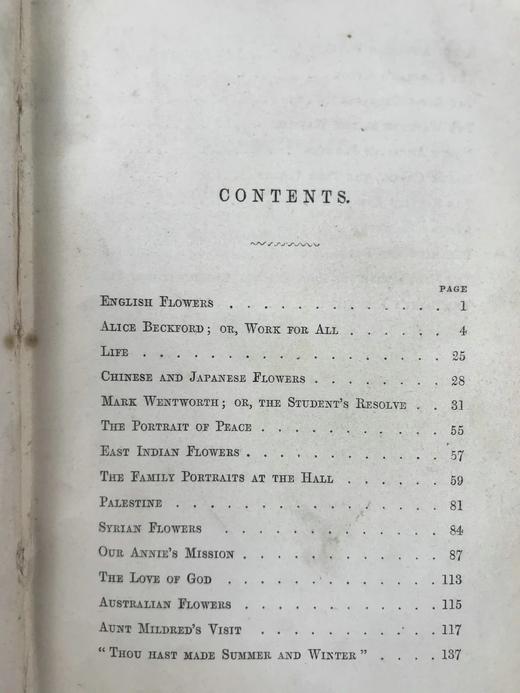 CONTENTS.
PAGE
ENGLISH FLOWERS . . . . . . . . . . . . . 1
ALICE BECKFORD; OR, WORK FOR ALL . . . . . . 4
LIFE . . . . . . . . . . . . . . . . . . 25
CHINESE AND JAPANESE FLOWERS . . . . . . . . 28
MARK WENTWORTH; OR, THE STUDENT'S RESOLVE . . 31
THE PORTRAIT OF PEACE . . . . . . . . . . . 55
EAST INDIAN FLOWERS . . . . . . . . . . . . 57
THE FAMILY PORTRAITS AT THE HALL . . . . . . 59
PALESTINE . . . . . . . . . . . . . . . . 81
SYRIAN FLOWERS . . . . . . . . . . . . . 84
OUR ANNIE'S MISSION . . . . . . . . . . . . 87
THE LOVE OF GOD . . . . . . . . . . . . . 113
AUSTRALIAN FLOWERS . . . . . . . . . . . . 115
AUNT MILDRED'S VISIT . . . . . . . . . . . 117
"THOU HAST MADE SUMMER AND WINTER" . . . . 137